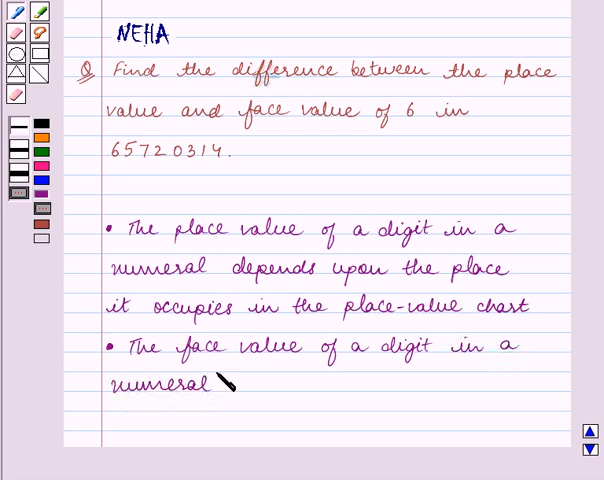 NEHA
Q Find the difference between the place
value and face value of 6 in
65720314.
• The place value of a digit in a
numeral depends upon the place
it occupies in the place-value chart
• The face value of a digit in a
numeral